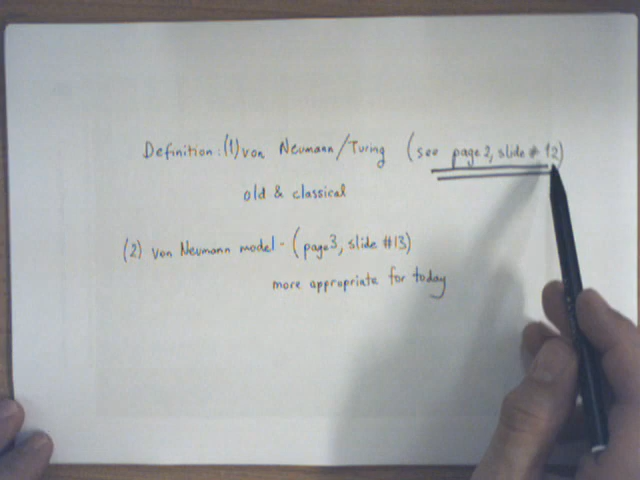 Definition: (1) von Neumann/Turing (see page 2, slide # 12)
old & classical
(2) von Neumann model - (page 3, slide #13)
more appropriate for today